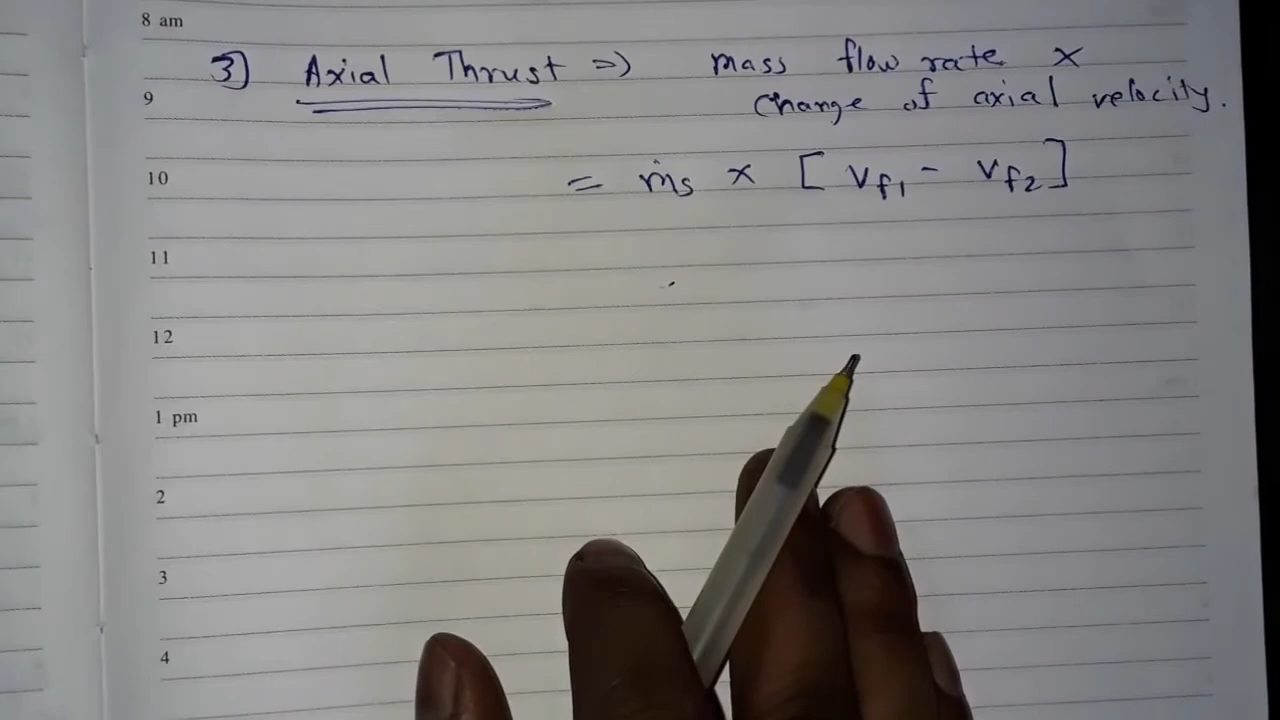 8 am
3] Axial Thrust ⇒ mass flow rate ×
change of axial velocity.
9
10 = ṁs × [ Vf1 - Vf2 ]
11
12
1 pm
2
3
4